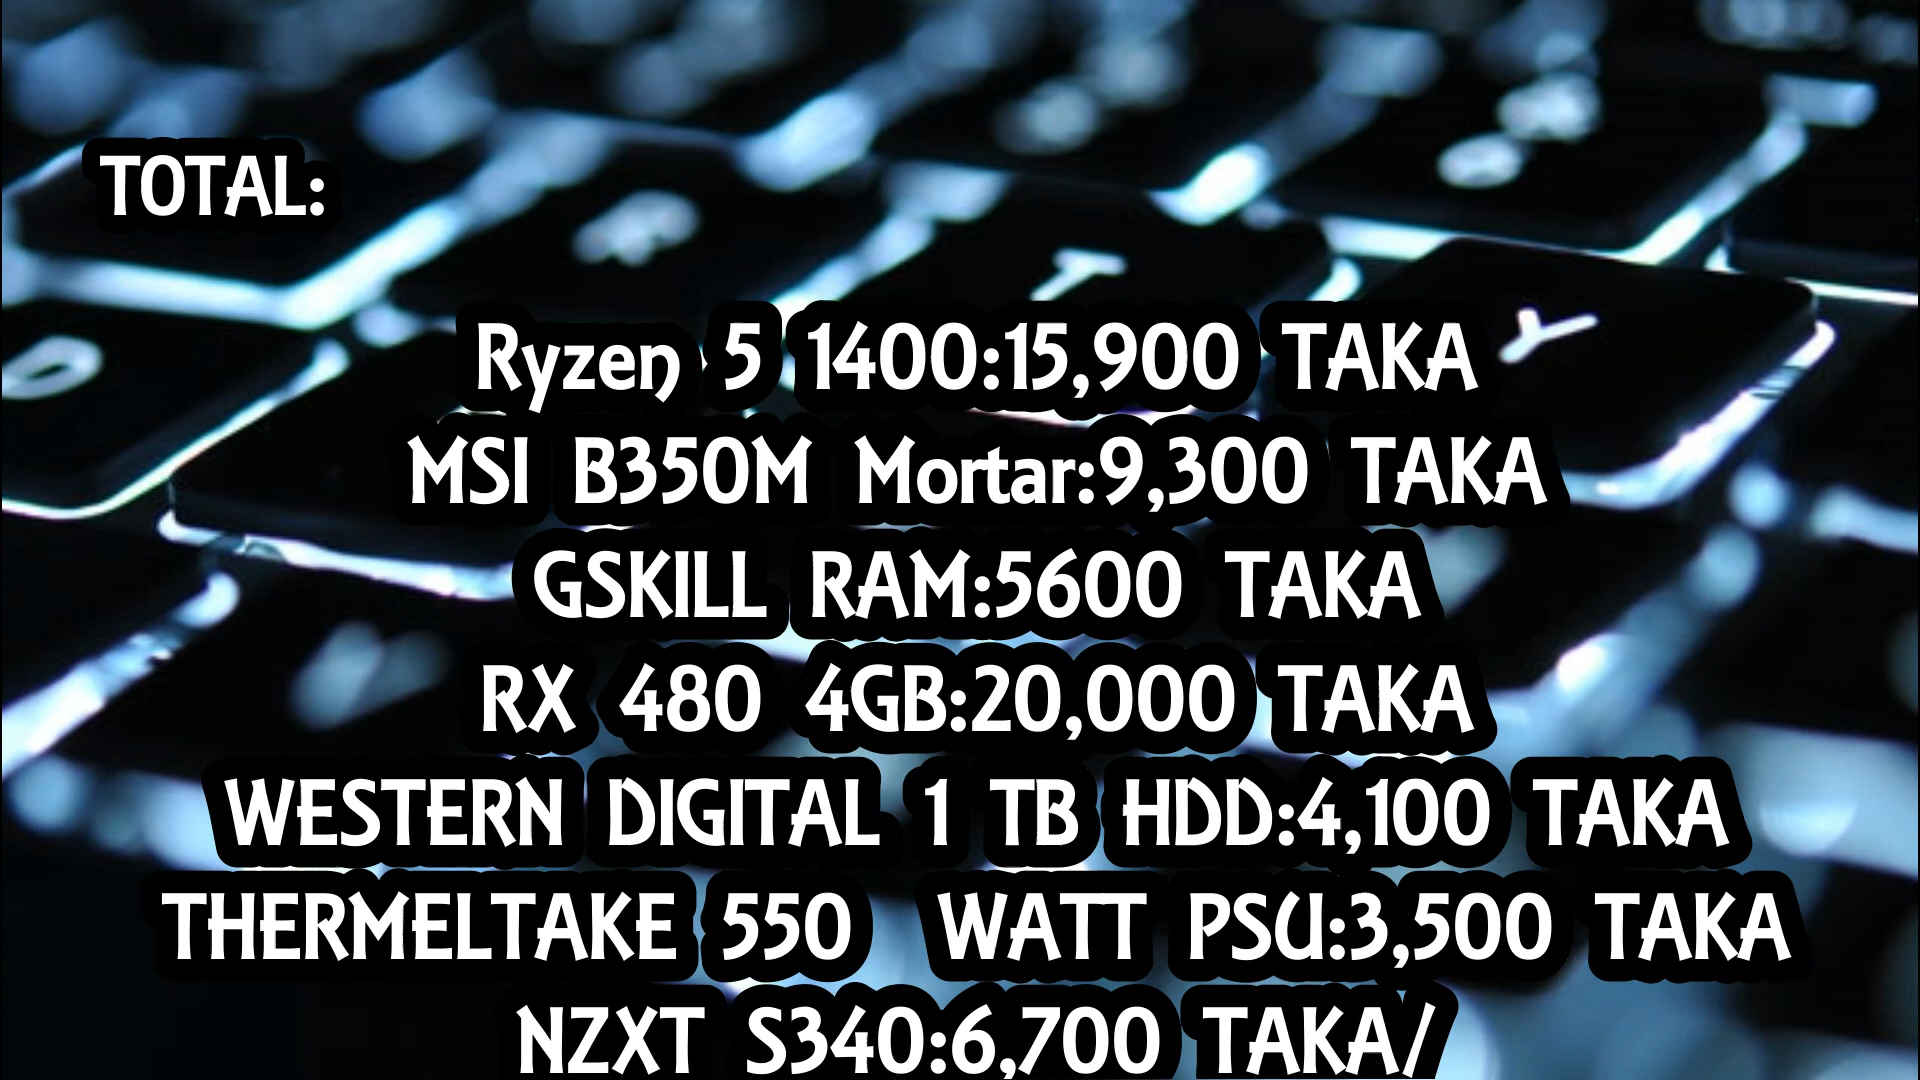 TOTAL:
Ryzen 5 1400:15,900 TAKA
MSI B350M Mortar:9,300 TAKA
GSKILL RAM:5600 TAKA
RX 480 4GB:20,000 TAKA
WESTERN DIGITAL 1 TB HDD:4,100 TAKA
THERMELTAKE 550 WATT PSU:3,500 TAKA
NZXT S340:6,700 TAKA/